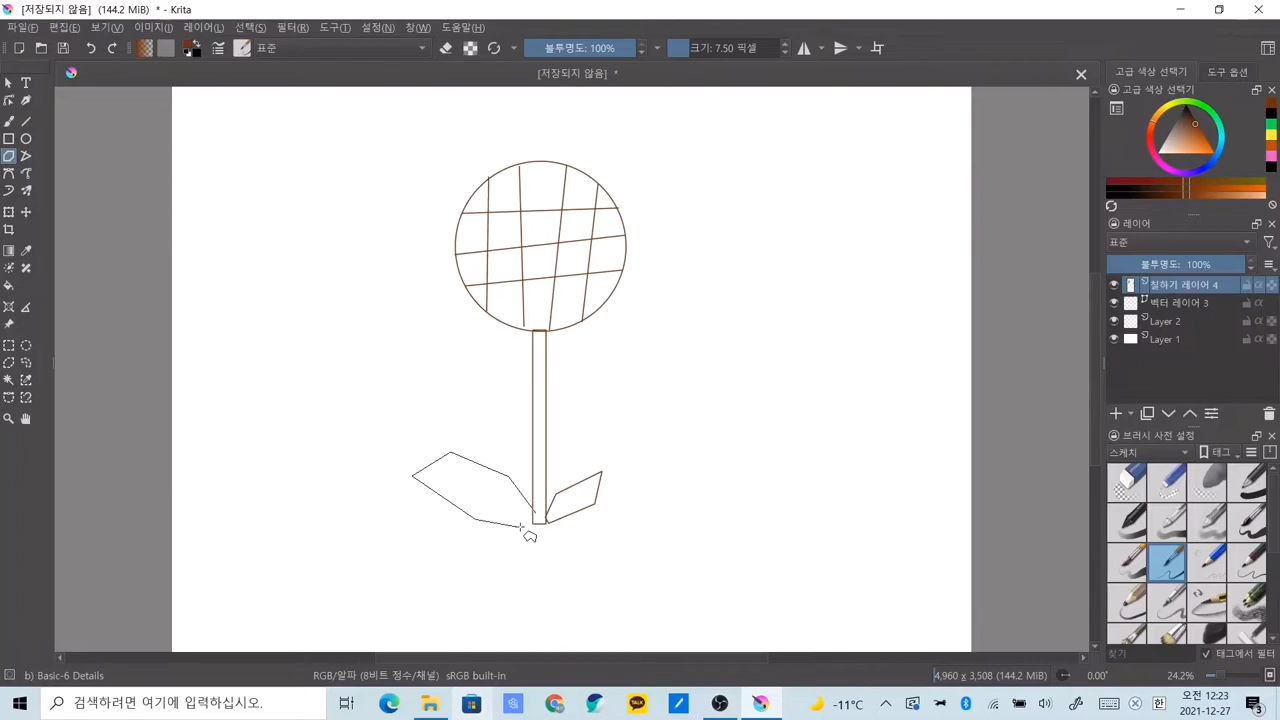 [저장되지 않음] (144.2 MiB) * - Krita
파일(F) 편집(E) 보기(V) 이미지(I) 레이어(L) 선택(S) 필터(R) 도구(T) 설정(N) 창(W) 도움말(H)
표준 불투명도: 100% 크기: 7.50 픽셀
[저장되지 않음] *
고급 색상 선택기 도구 옵션
고급 색상 선택기
레이어
표준
불투명도: 100%
칠하기 레이어 4
벡터 레이어 3
Layer 2
Layer 1
브러시 사전 설정
스케치 태그
찾기 태그에서 필터
b) Basic-6 Details RGB/알파 (8비트 정수/채널) sRGB built-In 4,960 x 3,508 (144.2 MiB) 0.00° 24.2%
검색하려면 여기에 입력하십시오. TALK -11°C 한 오전 12:23
2021-12-27 3